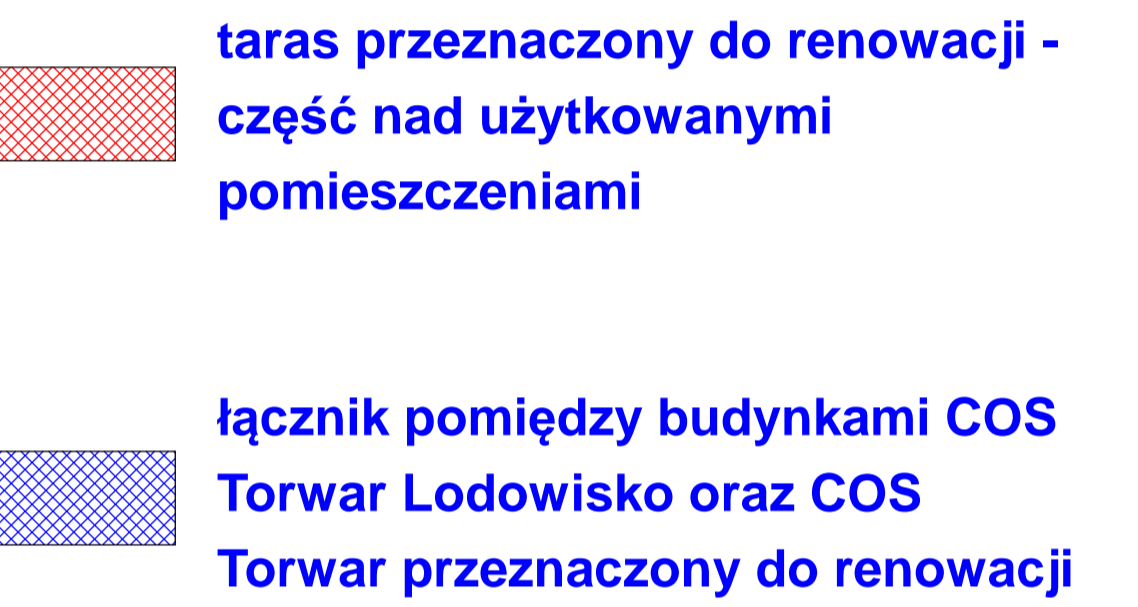 taras przeznaczony do renowacji -
część nad użytkowanymi
pomieszczeniami
łącznik pomiędzy budynkami COS
Torwar Lodowisko oraz COS
Torwar przeznaczony do renowacji